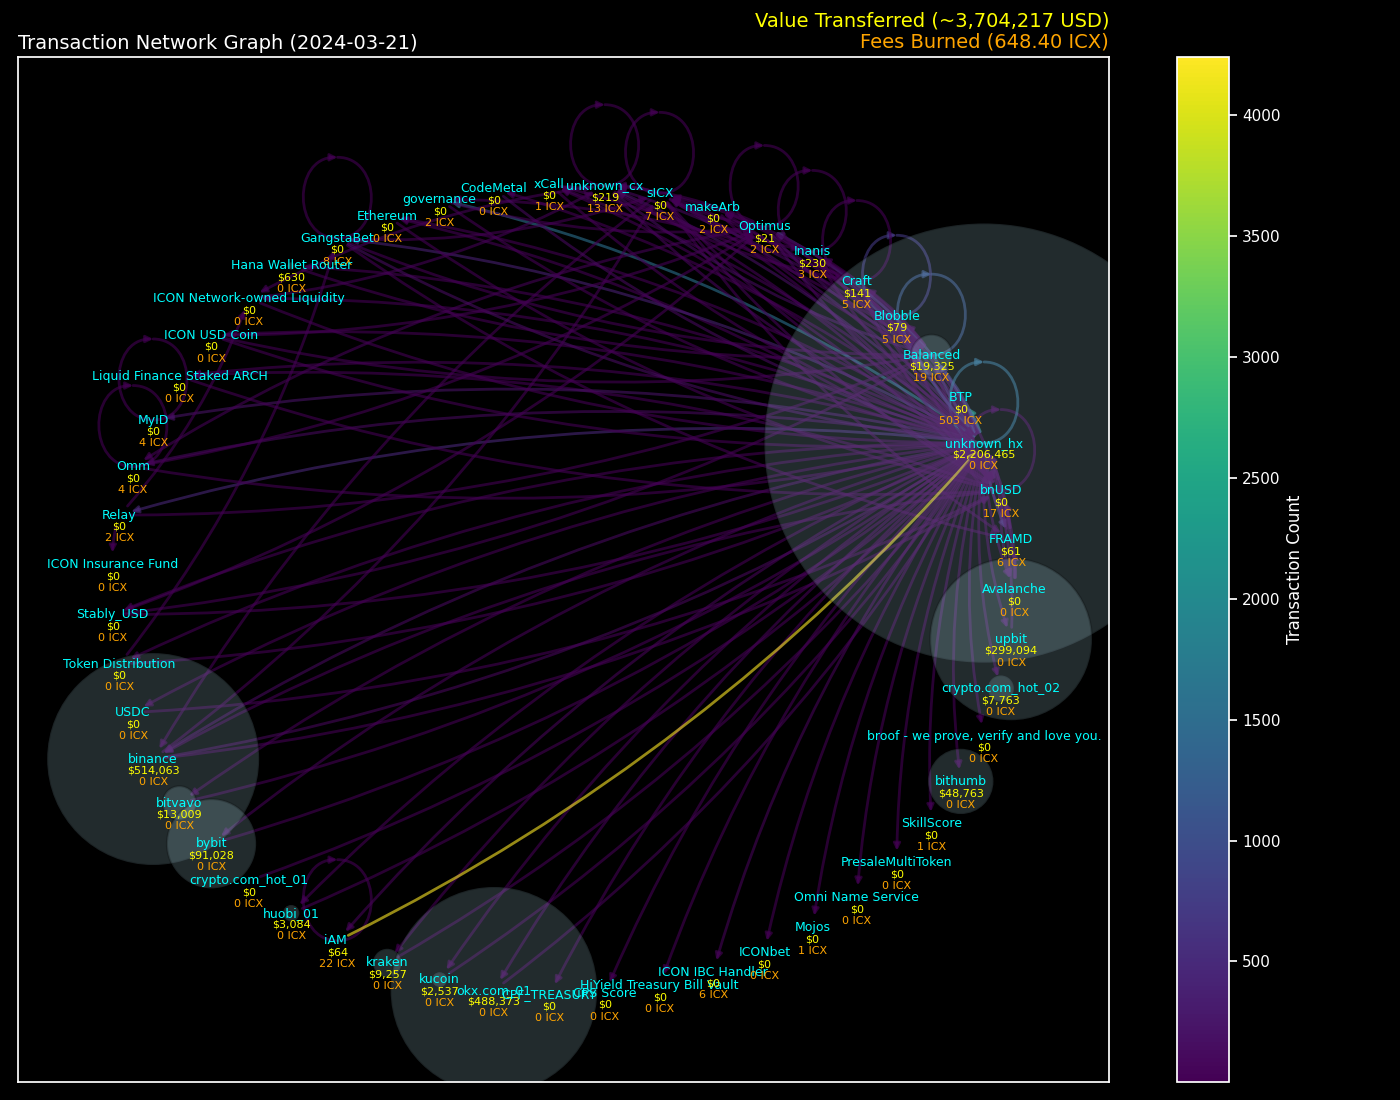 Value Transferred (~3,704,217 USD)
Transaction Network Graph (2024-03-21)
Fees Burned (648.40 ICX)
unknown_cx
$219
13 ICX
xCall
$0
1 ICX
CodeMetal
$0
0 ICX
governance
$0
2 ICX
Ethereum
$0
0 ICX
GangstaBet
$0
8 ICX
Hana Wallet Router
$630
0 ICX
ICON Network-owned Liquidity
$0
0 ICX
ICON USD Coin
$0
0 ICX
Liquid Finance Staked ARCH
$0
0 ICX
MyID
$0
4 ICX
Omm
$0
4 ICX
Relay
$0
2 ICX
ICON Insurance Fund
$0
0 ICX
Stably_USD
$0
0 ICX
Token Distribution
$0
0 ICX
USDC
$0
0 ICX
binance
$514,063
0 ICX
bitvavo
$13,009
0 ICX
bybit
$91,028
0 ICX
crypto.com_hot_01
$0
0 ICX
huobi_01
$3,084
0 ICX
iAM
$64
22 ICX
kraken
$9,257
0 ICX
kucoin
$2,537
0 ICX
okx.com_01
$488,373
0 ICX
CPF_TREASURY
$0
0 ICX
CPS Score
$0
0 ICX
HiYield Treasury Bill Vault
$0
0 ICX
ICON IBC Handler
$0
6 ICX
ICONbet
$0
0 ICX
Mojos
$0
1 ICX
Omni Name Service
$0
0 ICX
PresaleMultiToken
$0
0 ICX
SkillScore
$0
1 ICX
bithumb
$48,763
0 ICX
broof - we prove, verify and love you.
$0
0 ICX
crypto.com_hot_02
$7,763
0 ICX
upbit
$299,094
0 ICX
Avalanche
$0
0 ICX
FRAMD
$61
6 ICX
bnUSD
$0
17 ICX
unknown_hx
$2,206,465
0 ICX
BTP
$0
503 ICX
Balanced
$19,325
19 ICX
Blobble
$79
5 ICX
Craft
$141
5 ICX
Inanis
$230
3 ICX
Optimus
$21
2 ICX
makeArb
$0
2 ICX
sICX
$0
7 ICX
4000
3500
3000
2500
2000
1500
1000
500
Transaction Count